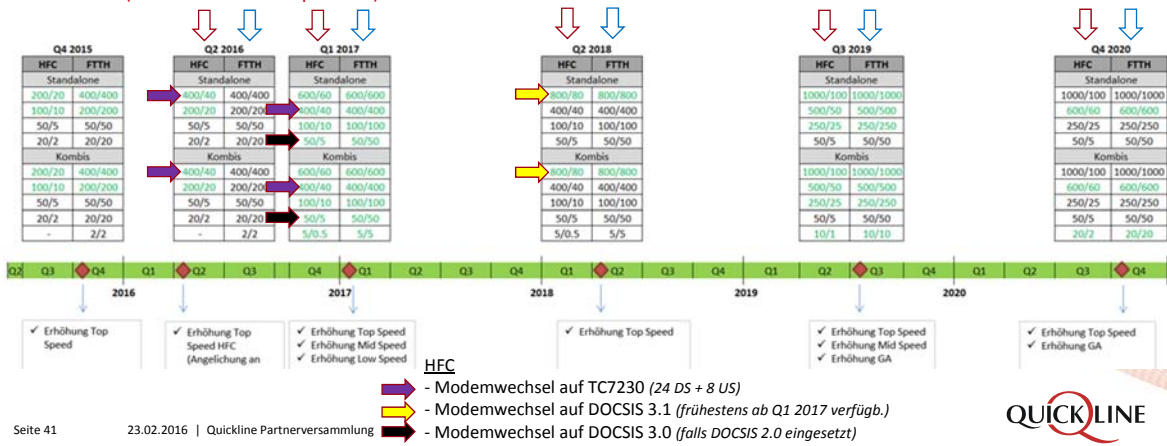 Q4 2015
HFC FTTH
Standalone
200/20 400/400
100/10 200/200
50/5 50/50
20/2 20/20
Kombis
200/20 400/400
100/10 200/200
50/5 50/50
20/2 20/20
- 2/2
Q2 2016
HFC FTTH
Standalone
400/40 400/400
200/20 200/200
50/5 50/50
20/2 20/20
Kombis
400/40 400/400
200/20 200/200
50/5 50/50
20/2 20/20
- 2/2
Q1 2017
HFC FTTH
Standalone
600/60 600/600
400/40 400/400
100/10 100/100
50/5 50/50
Kombis
600/60 600/600
400/40 400/400
100/10 100/100
50/5 50/50
5/0.5 5/5
Q2 2018
HFC FTTH
Standalone
800/80 800/800
400/40 400/400
100/10 100/100
50/5 50/50
Kombis
800/80 800/800
400/40 400/400
100/10 100/100
50/5 50/50
5/0.5 5/5
Q3 2019
HFC FTTH
Standalone
1000/100 1000/1000
500/50 500/500
250/25 250/250
50/5 50/50
Kombis
1000/100 1000/1000
500/50 500/500
250/25 250/250
50/5 50/50
10/1 10/10
Q4 2020
HFC FTTH
Standalone
1000/100 1000/1000
600/60 600/600
250/25 250/250
50/5 50/50
Kombis
1000/100 1000/1000
600/60 600/600
250/25 250/250
50/5 50/50
20/2 20/20
Q2 Q3 Q4 Q1 Q2 Q3 Q4 Q1 Q2 Q3 Q4 Q1 Q2 Q3 Q4 Q1 Q2 Q3 Q4 Q1 Q2 Q3 Q4
2016 2017 2018 2019 2020
✓ Erhöhung Top
Speed
✓ Erhöhung Top
Speed HFC
(Angelichung an
✓ Erhöhung Top Speed
✓ Erhöhung Mid Speed
✓ Erhöhung Low Speed
✓ Erhöhung Top Speed
✓ Erhöhung Top Speed
✓ Erhöhung Mid Speed
✓ Erhöhung GA
✓ Erhöhung Top Speed
✓ Erhöhung GA
HFC
- Modemwechsel auf TC7230 (24 DS + 8 US)
- Modemwechsel auf DOCSIS 3.1 (frühestens ab Q1 2017 verfügb.)
- Modemwechsel auf DOCSIS 3.0 (falls DOCSIS 2.0 eingesetzt)
Seite 41 23.02.2016 | Quickline Partnerversammlung
QUICKLINE